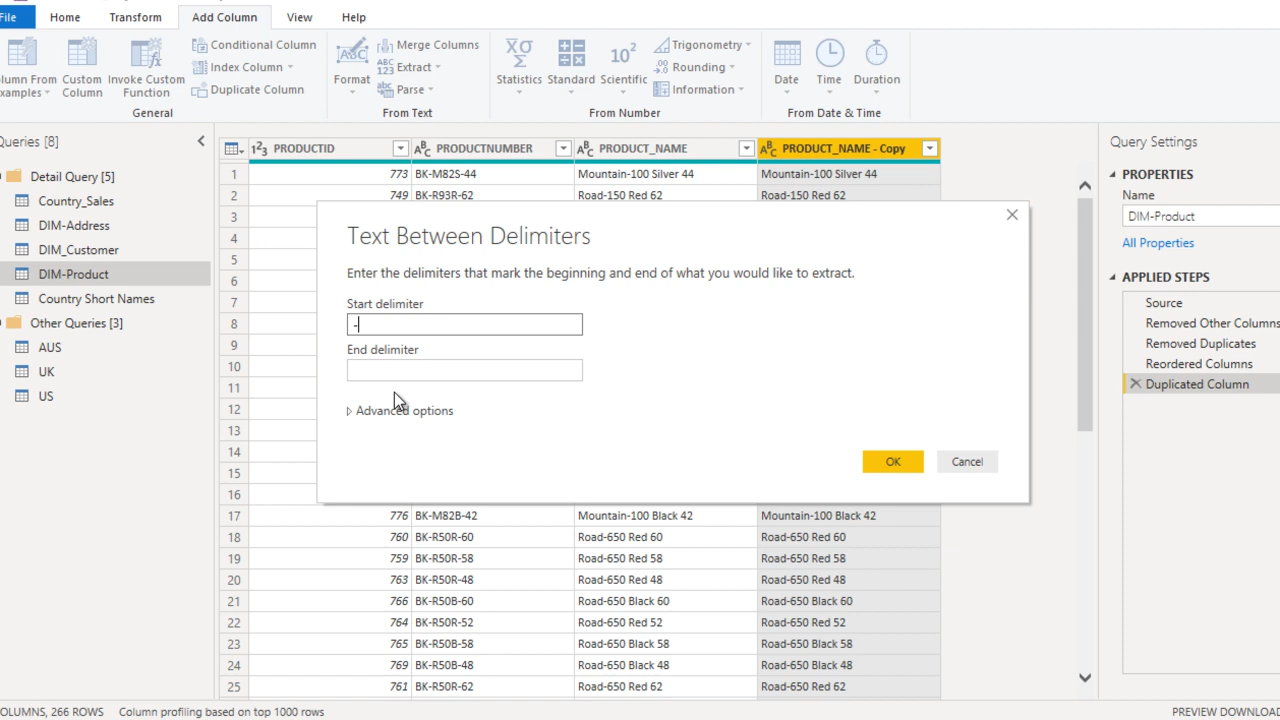 File Home Transform Add Column View Help
Column From Examples
Custom Column
Invoke Custom Function
Conditional Column
Index Column
Duplicate Column
General
Format
Merge Columns
ABC 123 Extract
abc Parse
From Text
XΣσ Statistics
Standard
10² Scientific
Trigonometry
.00 Rounding
Information
From Number
Date
Time
Duration
From Date & Time
Queries [8]
Detail Query [5]
Country_Sales
DIM-Address
DIM_Customer
DIM-Product
Country Short Names
Other Queries [3]
AUS
UK
US
1²3 PRODUCTID ABC PRODUCTNUMBER ABC PRODUCT_NAME ABC PRODUCT_NAME - Copy
1 773 BK-M82S-44 Mountain-100 Silver 44 Mountain-100 Silver 44
2 749 BK-R93R-62 Road-150 Red 62 Road-150 Red 62
3
4
5
6
7
8
9
10
11
12
13
14
15
16
Text Between Delimiters
Enter the delimiters that mark the beginning and end of what you would like to extract.
Start delimiter
-
End delimiter
Advanced options
OK Cancel
17 776 BK-M82B-42 Mountain-100 Black 42 Mountain-100 Black 42
18 760 BK-R50R-60 Road-650 Red 60 Road-650 Red 60
19 759 BK-R50R-58 Road-650 Red 58 Road-650 Red 58
20 763 BK-R50R-48 Road-650 Red 48 Road-650 Red 48
21 766 BK-R50B-60 Road-650 Black 60 Road-650 Black 60
22 764 BK-R50R-52 Road-650 Red 52 Road-650 Red 52
23 765 BK-R50B-58 Road-650 Black 58 Road-650 Black 58
24 769 BK-R50B-48 Road-650 Black 48 Road-650 Black 48
25 761 BK-R50R-62 Road-650 Red 62 Road-650 Red 62
Query Settings
PROPERTIES
Name
DIM-Product
All Properties
APPLIED STEPS
Source
Removed Other Columns
Removed Duplicates
Reordered Columns
Duplicated Column
COLUMNS, 266 ROWS Column profiling based on top 1000 rows PREVIEW DOWNLOAD